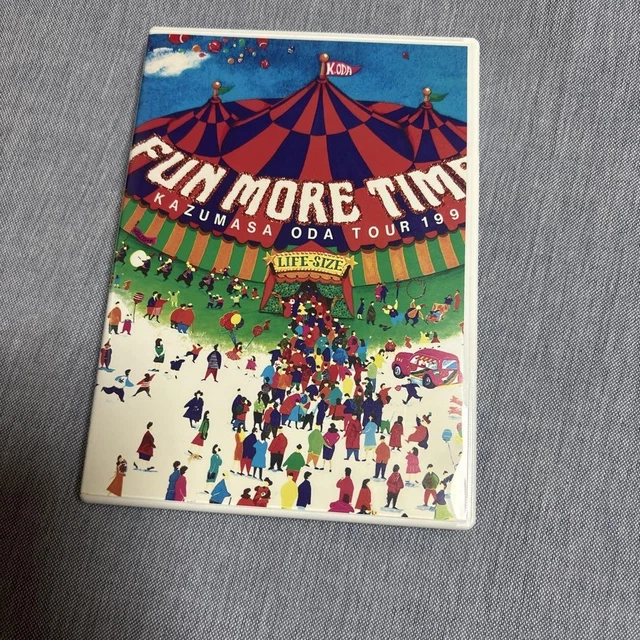 K.ODA
FUN MORE TIME
KAZUMASA ODA TOUR 199
LIFE-SIZE